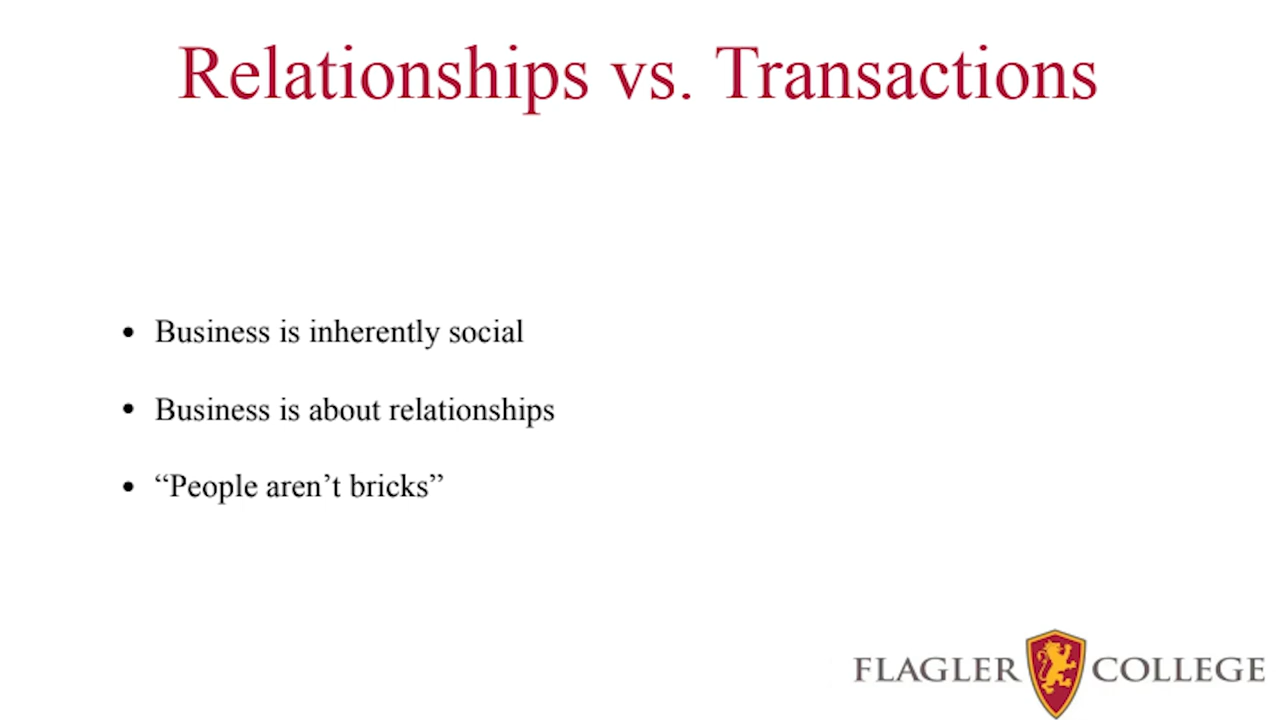 Relationships vs. Transactions
• Business is inherently social
• Business is about relationships
• “People aren’t bricks”
FLAGLER COLLEGE